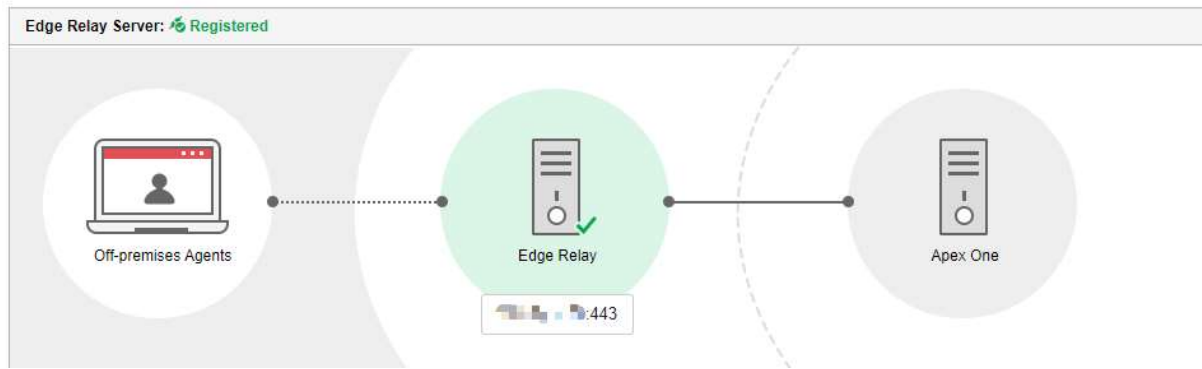 Edge Relay Server: Registered
Off-premises Agents
Edge Relay
Apex One
:443